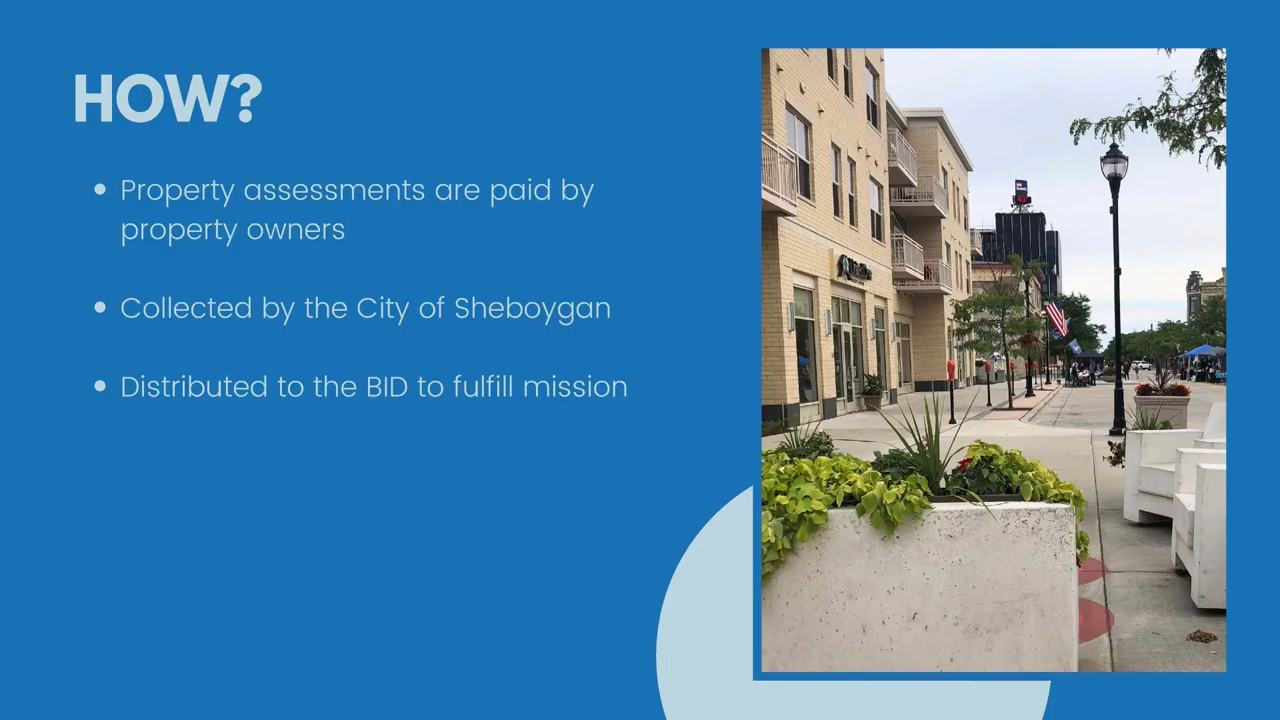 HOW?
Property assessments are paid by
property owners
Collected by the City of Sheboygan
Distributed to the BID to fulfill mission